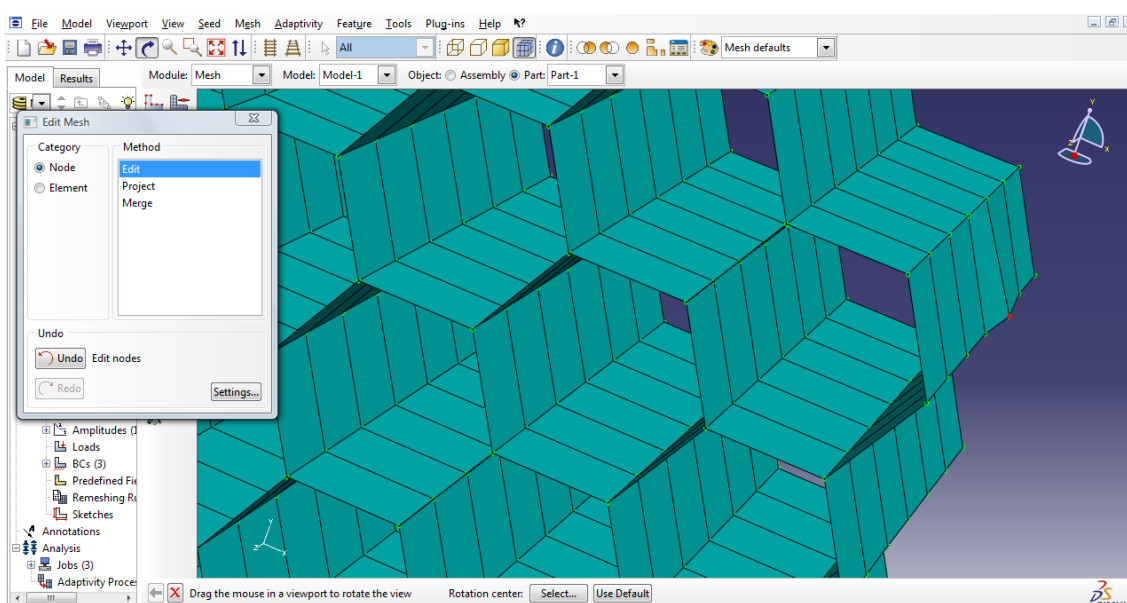 File Model Viewport View Seed Mesh Adaptivity Feature Tools Plug-ins Help
All Mesh defaults
Model Results Module: Mesh Model: Model-1 Object: Assembly Part: Part-1
Edit Mesh
Category Method
Node
Element
Edit
Project
Merge
Undo
Undo Edit nodes
Redo
Settings...
Amplitudes (1
Loads
BCs (3)
Predefined Fie
Remeshing Ru
Sketches
Annotations
Analysis
Jobs (3)
Adaptivity Proces
Y
X
Z
Y
Z
X
Drag the mouse in a viewport to rotate the view Rotation center: Select... Use Default